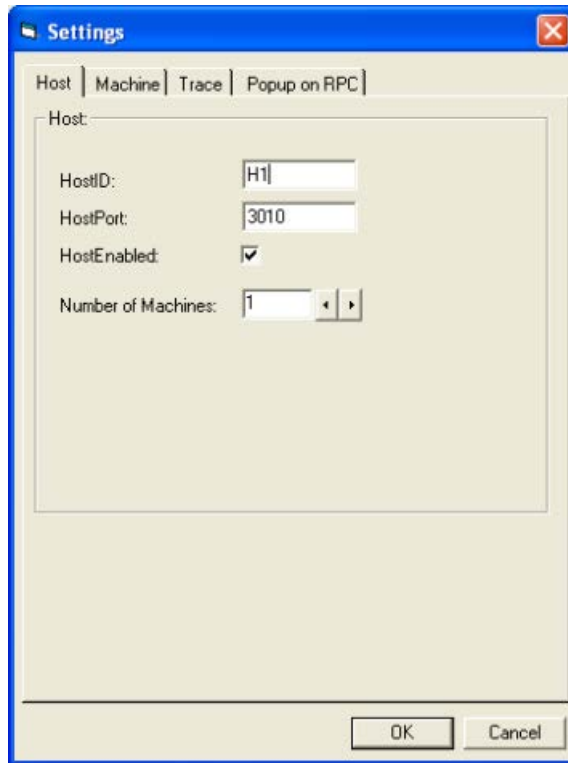 Settings
Host Machine Trace Popup on RPC
Host:
HostID: H1
HostPort: 3010
HostEnabled:
Number of Machines: 1
OK Cancel